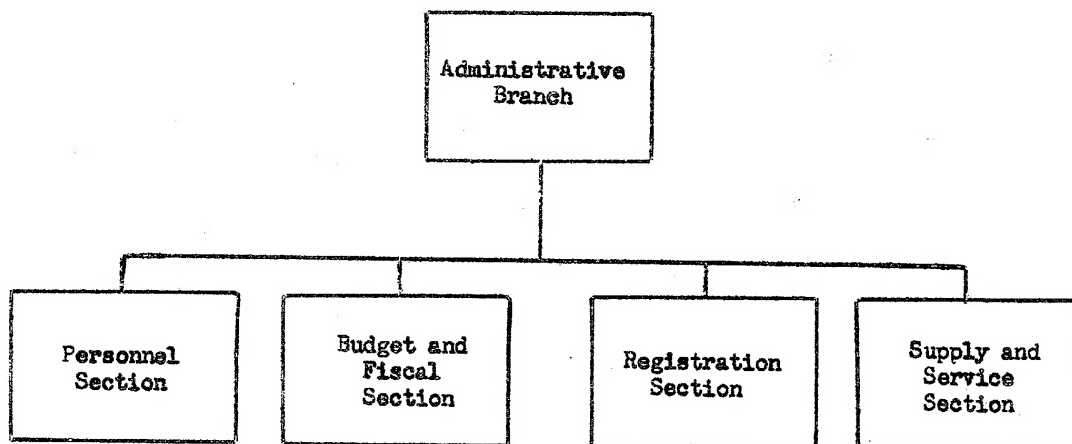 Administrative
Branch
Personnel
Section
Budget and
Fiscal
Section
Registration
Section
Supply and
Service
Section